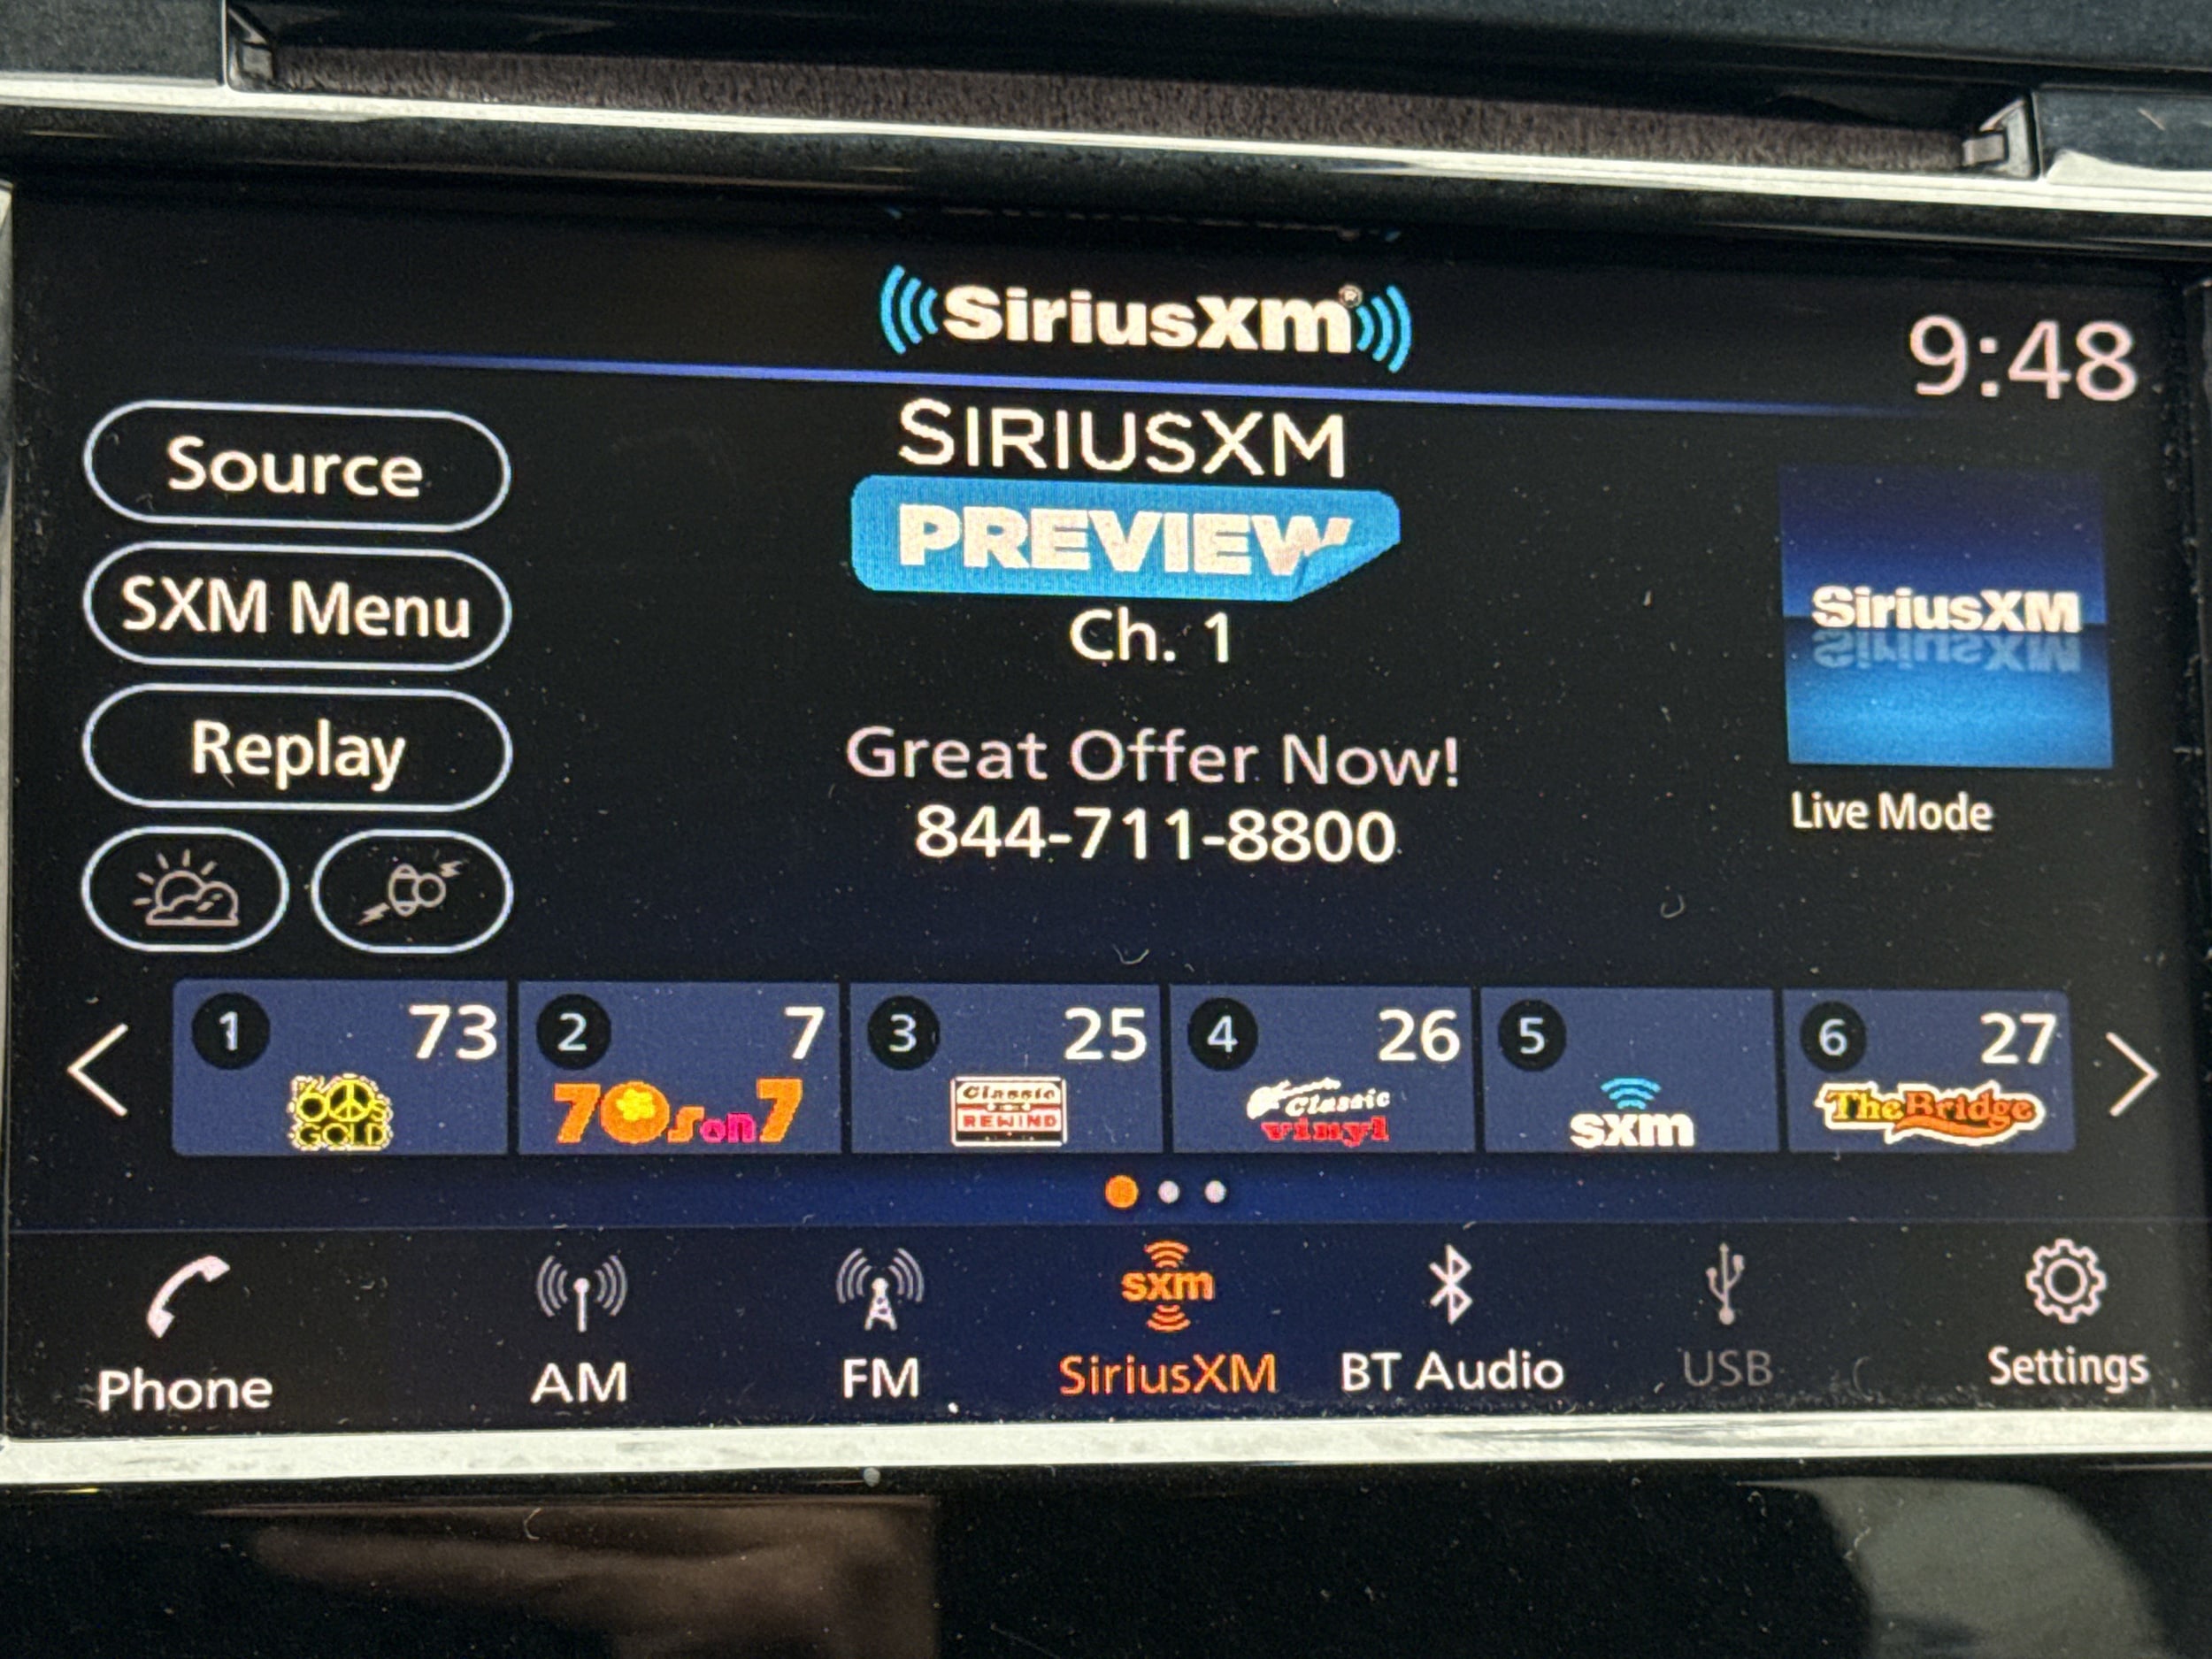 SiriusXm®
9:48
Source
SXM Menu
Replay
SIRIUSXM
PREVIEW
Ch. 1
Great Offer Now!
844-711-8800
SiriusXM
Live Mode
1 73
60s GOLD
2 7
70s on 7
3 25
Classic REWIND
4 26
Classic vinyl
5
sxm
6 27
The Bridge
Phone
AM
FM
sxm
SiriusXM
BT Audio
USB
Settings